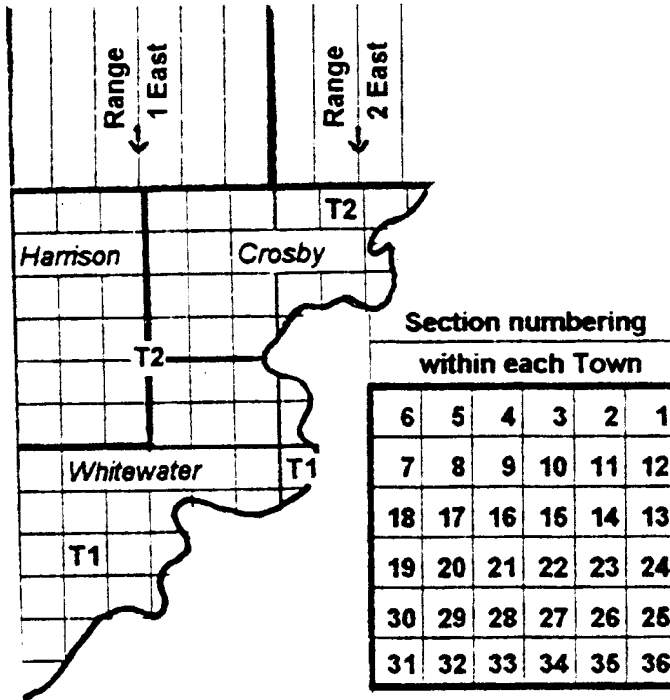 Range
1 East
Range
2 East
T2
Harrison
Crosby
T2
Whitewater
T1
T1
Section numbering
within each Town
6 5 4 3 2 1
7 8 9 10 11 12
18 17 16 15 14 13
19 20 21 22 23 24
30 29 28 27 26 25
31 32 33 34 35 36